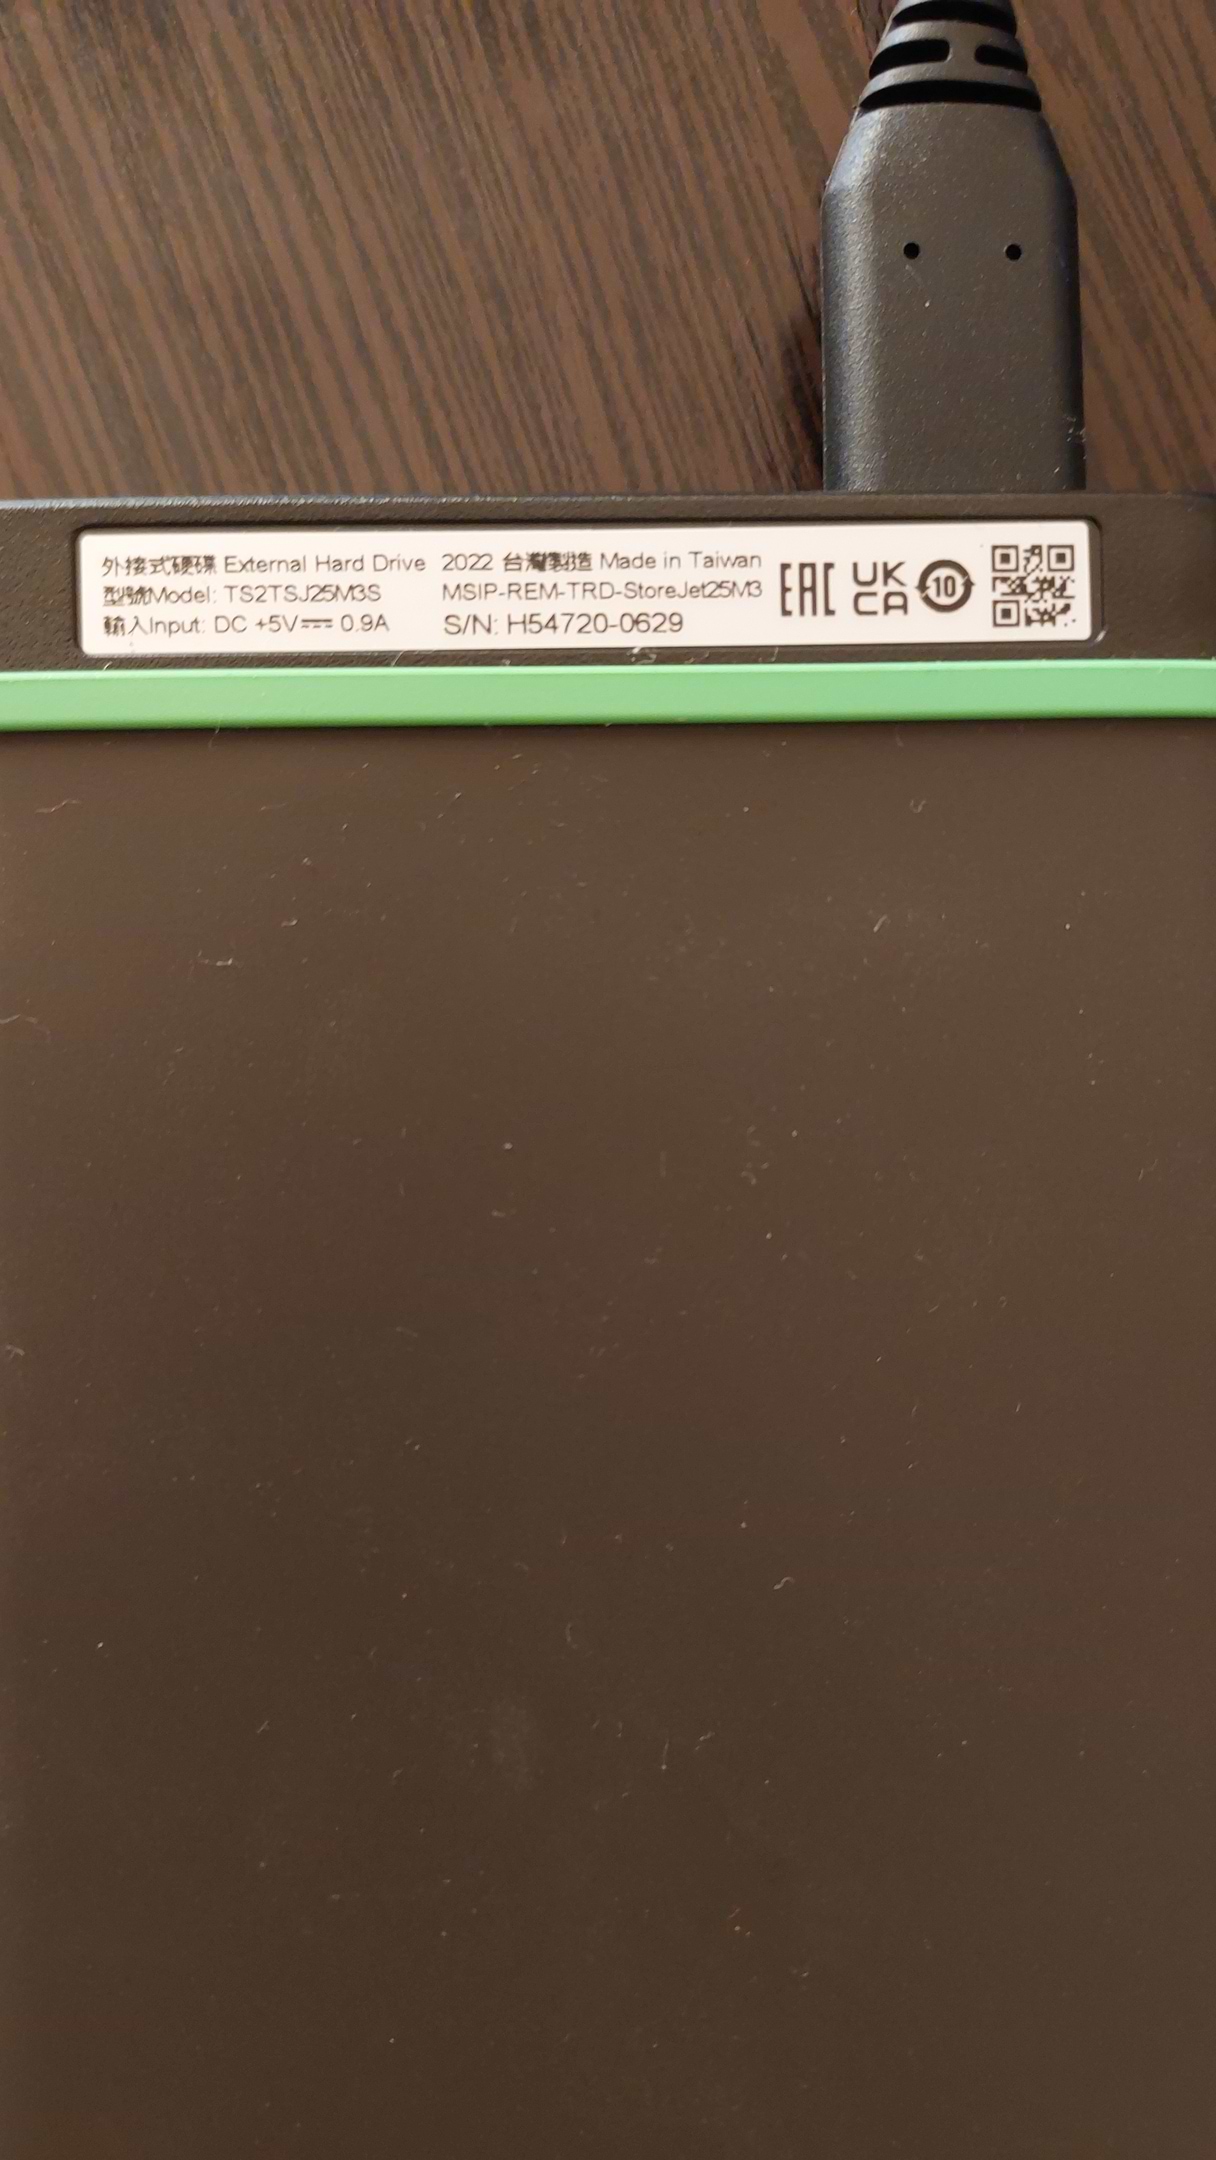 外接式硬碟 External Hard Drive 2022 台灣製造 Made in Taiwan
型號Model: TS2TSJ25M3S MSIP-REM-TRD-StoreJet25M3
輸入Input: DC +5V⎓ 0.9A S/N: H54720-0629
EAC
UK
CA
10